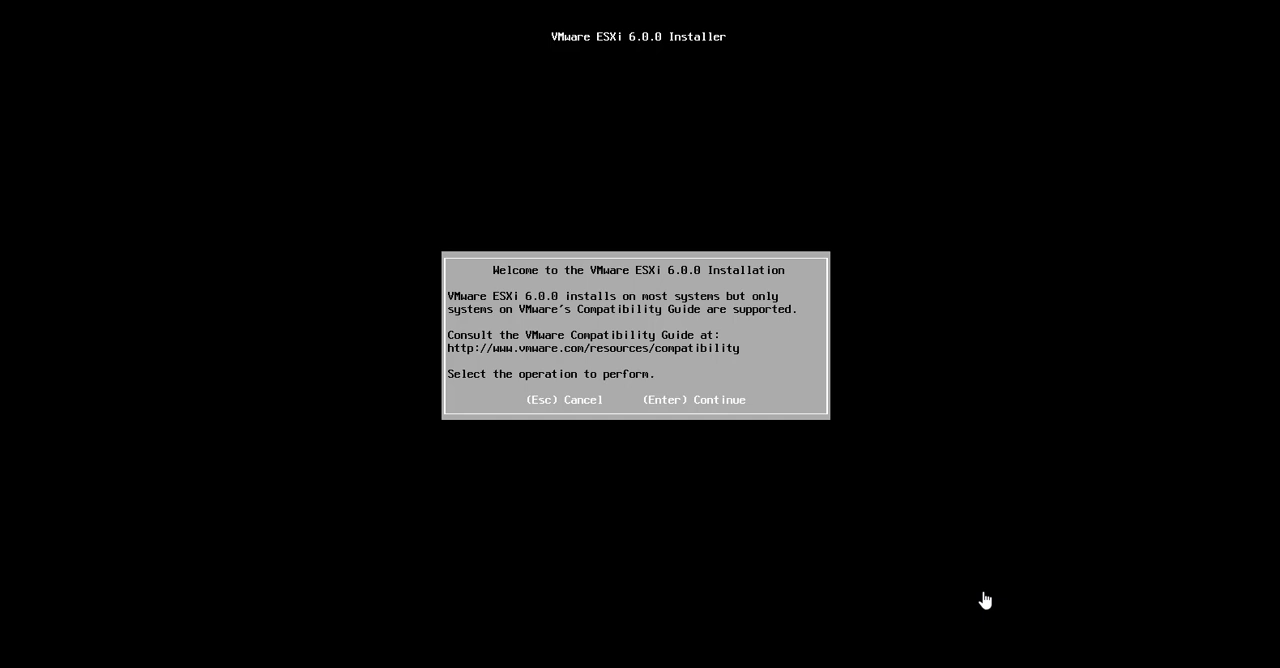 VMware ESXi 6.0.0 Installer
Welcome to the VMware ESXi 6.0.0 Installation
VMware ESXi 6.0.0 installs on most systems but only
systems on VMware's Compatibility Guide are supported.
Consult the VMware Compatibility Guide at:
http://www.vmware.com/resources/compatibility
Select the operation to perform.
(Esc) Cancel (Enter) Continue